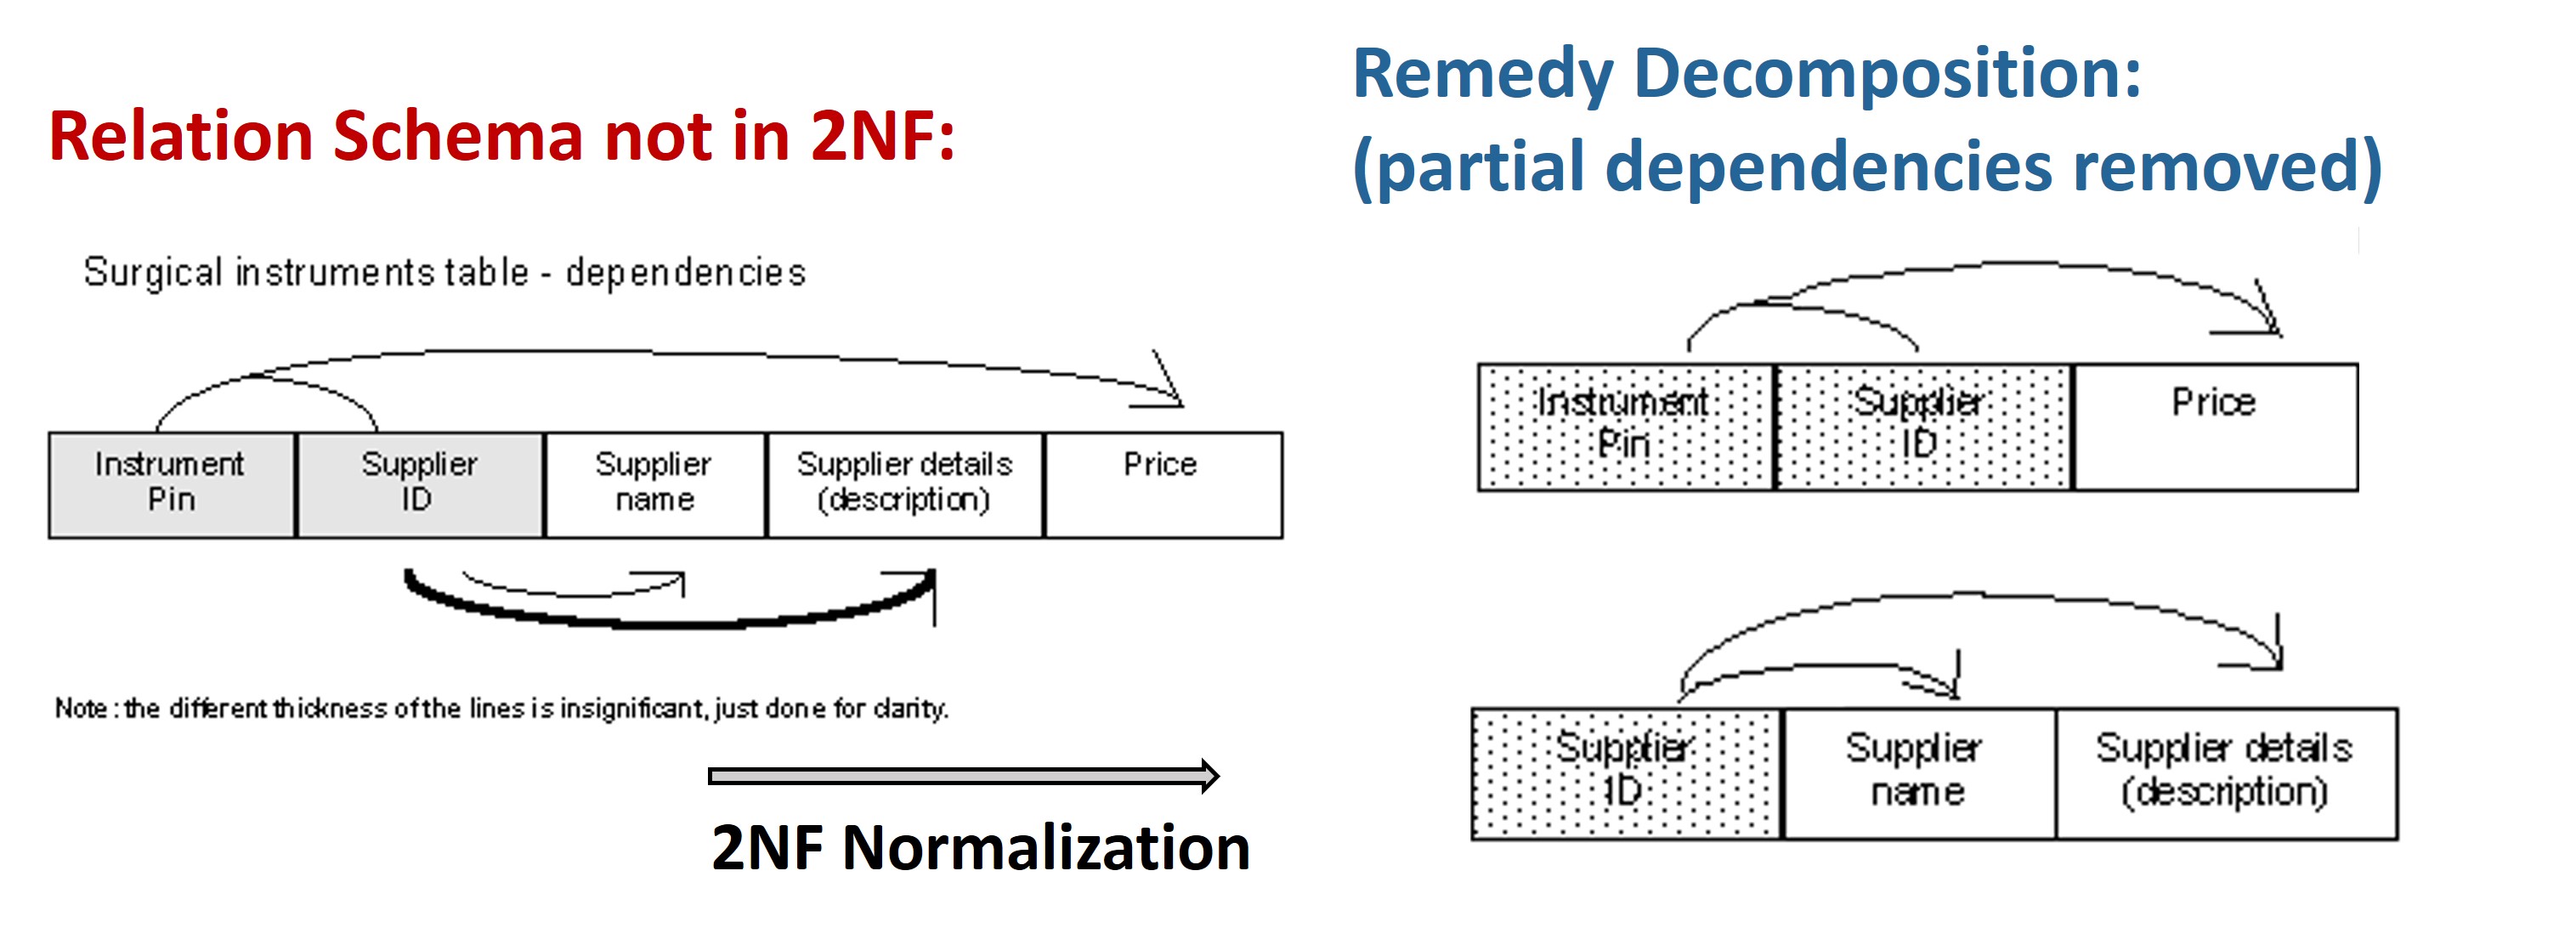 Relation Schema not in 2NF:
Surgical instruments table - dependencies
Instrument
Pin
Supplier
ID
Supplier
name
Supplier details
(description)
Price
Note: the different thickness of the lines is insignificant, just done for clarity.
2NF Normalization
Remedy Decomposition:
(partial dependencies removed)
Instrument
Pin
Supplier
ID
Price
Supplier
ID
Supplier
name
Supplier details
(description)